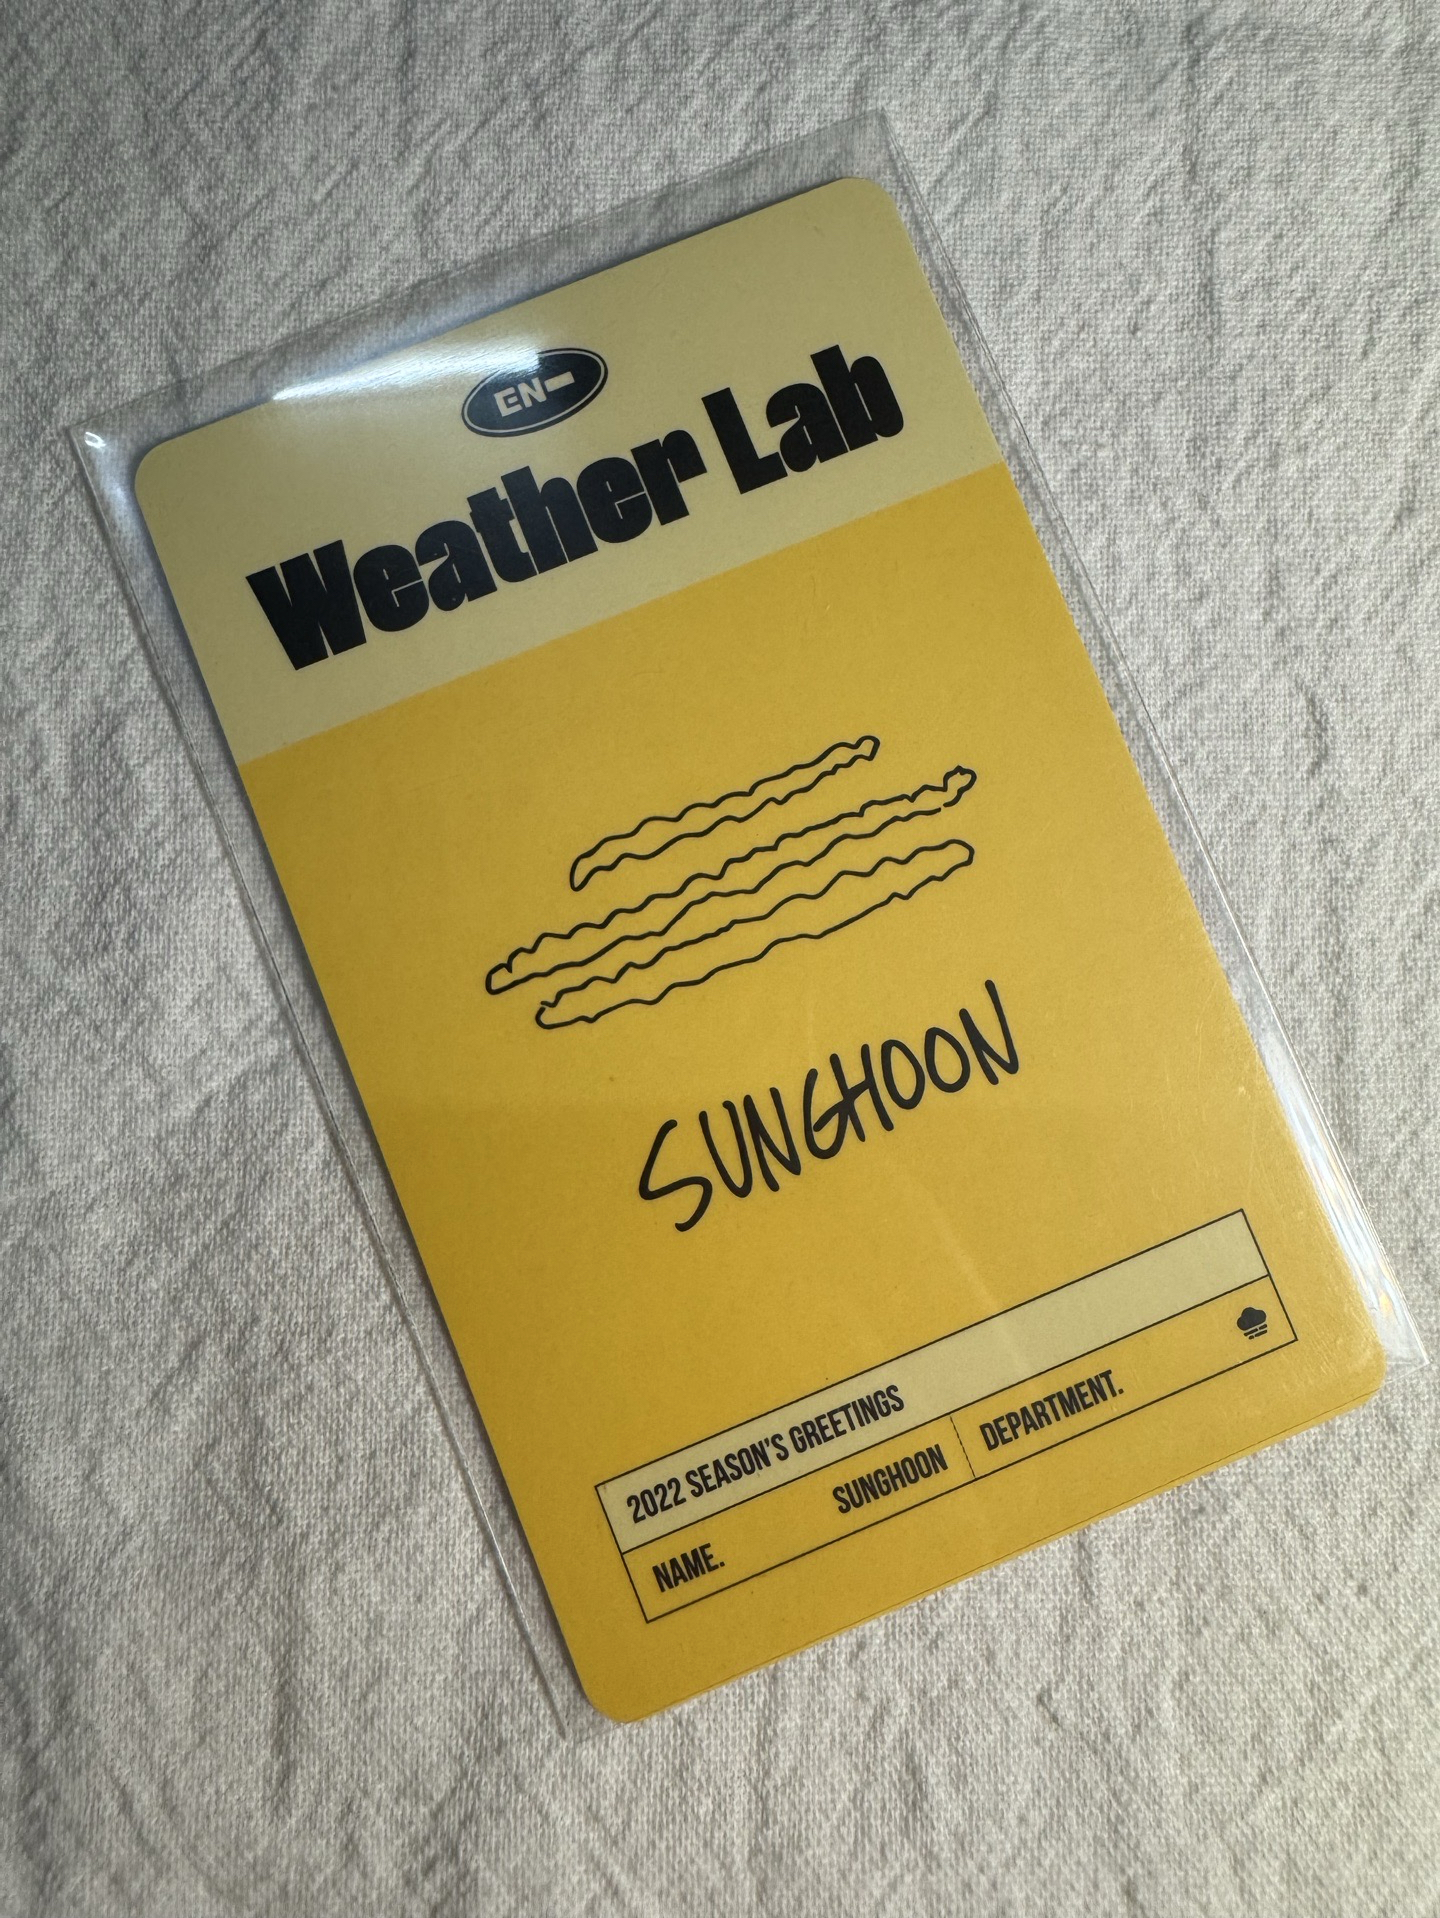 EN-
Weather Lab
SUNGHOON
2022 SEASON'S GREETINGS
NAME. SUNGHOON DEPARTMENT.